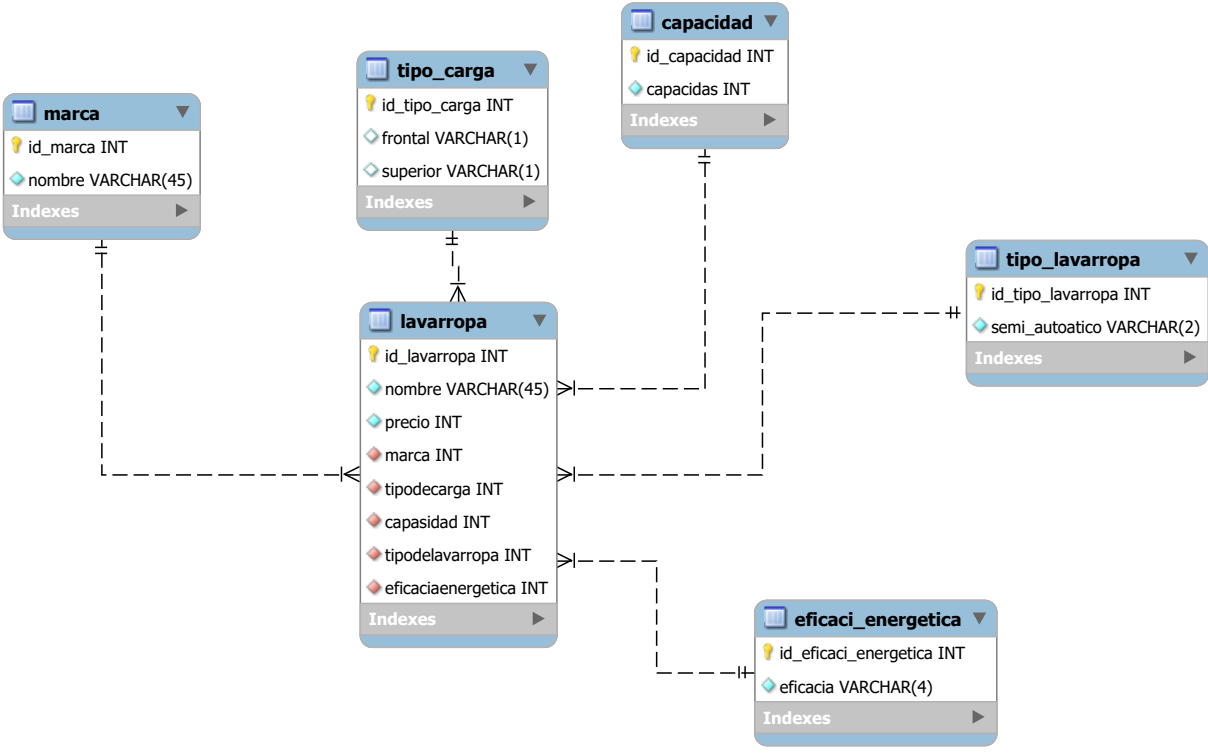 marca
id_marca INT
nombre VARCHAR(45)
Indexes
tipo_carga
id_tipo_carga INT
frontal VARCHAR(1)
superior VARCHAR(1)
Indexes
capacidad
id_capacidad INT
capacidas INT
Indexes
tipo_lavarropa
id_tipo_lavarropa INT
semi_autoatico VARCHAR(2)
Indexes
lavarropa
id_lavarropa INT
nombre VARCHAR(45)
precio INT
marca INT
tipodecarga INT
capasidad INT
tipodelavarropa INT
eficaciaenergetica INT
Indexes
eficaci_energetica
id_eficaci_energetica INT
eficacia VARCHAR(4)
Indexes